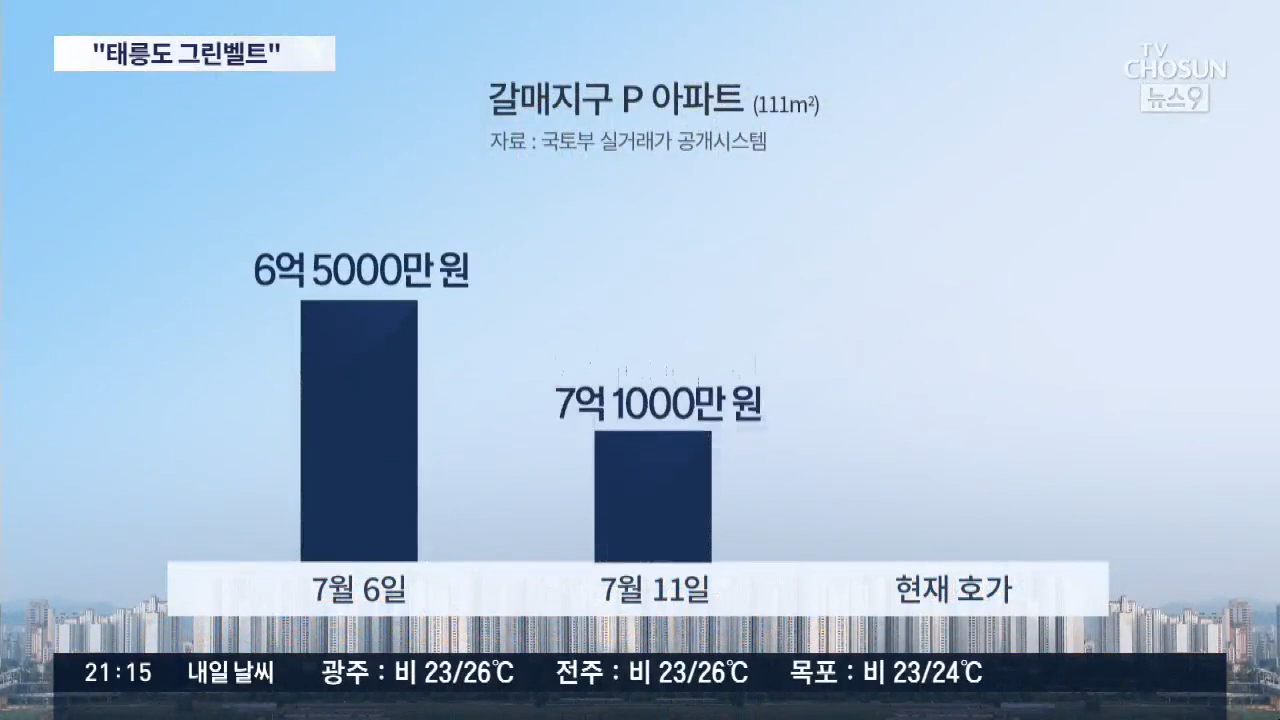 "태릉도 그린벨트"
TV
CHOSUN
뉴스9
갈매지구 P 아파트 (111m²)
자료 : 국토부 실거래가 공개시스템
6억 5000만 원
7억 1000만 원
7월 6일
7월 11일
현재 호가
21:15 내일 날씨 광주 : 비 23/26℃ 전주 : 비 23/26℃ 목포 : 비 23/24℃